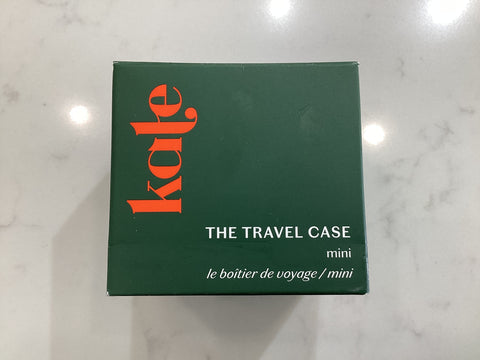 kate
THE TRAVEL CASE
mini
le boîtier de voyage / mini